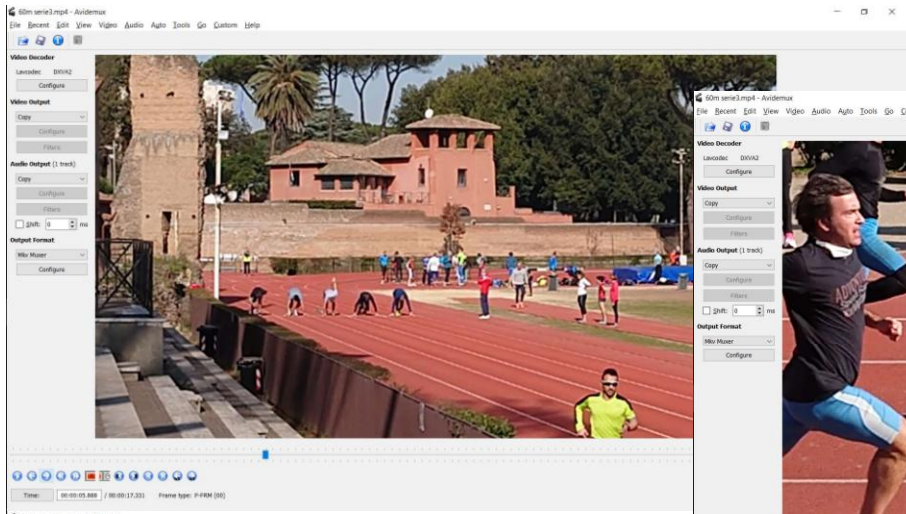 60m serie3.mp4 - Avidemux
File Recent Edit View Video Audio Auto Tools Go Custom Help
Video Decoder
Lavcodec DXVA2
Configure
Video Output
Copy
Configure
Filters
Audio Output (1 track)
Copy
Configure
Filters
Shift: 0 ms
Output Format
Mkv Muxer
Configure
Time: 00:00:05.868 / 00:00:17.331 Frame type: P-FRM (00)
60m serie3.mp4 - Avidemux
File Recent Edit View Video Audio Auto Tools Go
Video Decoder
Lavcodec DXVA2
Configure
Video Output
Copy
Configure
Filters
Audio Output (1 track)
Copy
Configure
Filters
Shift: 0 ms
Output Format
Mkv Muxer
Configure